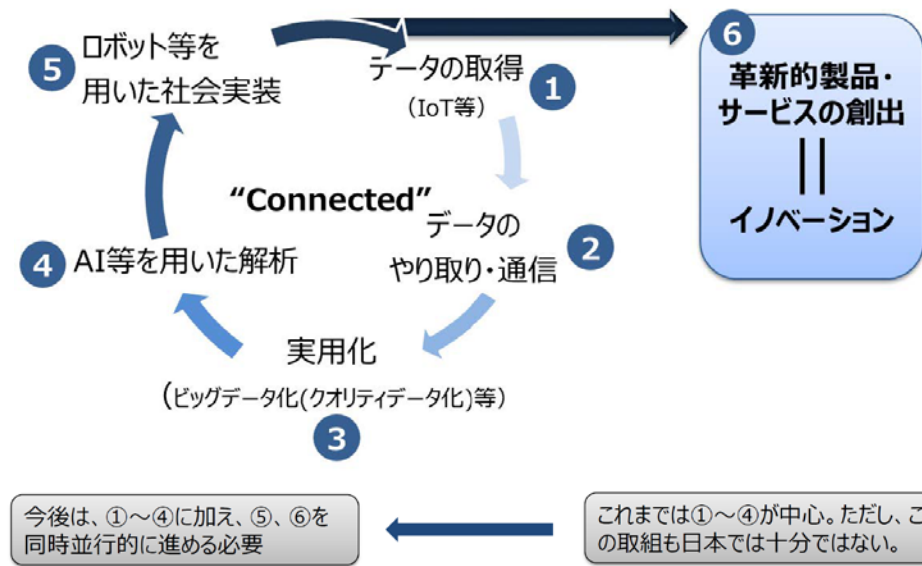 ⑤
ロボット等を
用いた社会実装
データの取得
(IoT等)
①
⑥
革新的製品・
サービスの創出
||
イノベーション
“Connected”
データの
やり取り・通信
②
④
AI等を用いた解析
実用化
(ビッグデータ化(クオリティデータ化)等)
③
今後は、①~④に加え、⑤、⑥を
同時並行的に進める必要
これまでは①~④が中心。ただし、こ
の取組も日本では十分ではない。